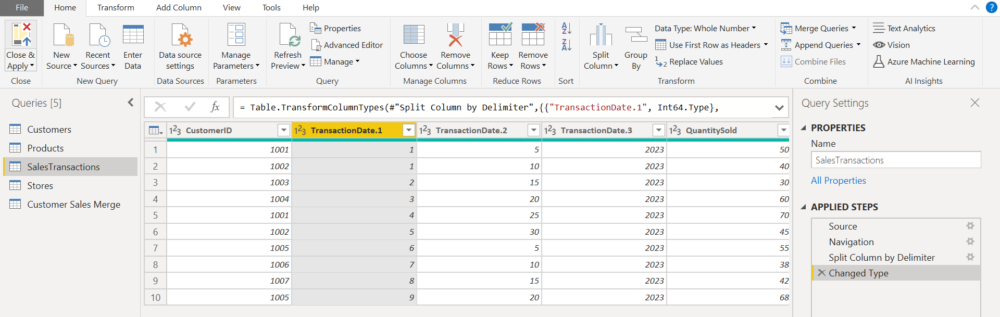 File Home Transform Add Column View Tools Help
Close & Apply
New Source
Recent Sources
Enter Data
Data source settings
Manage Parameters
Refresh Preview
Properties
Advanced Editor
Manage
Choose Columns
Remove Columns
Keep Rows
Remove Rows
Split Column
Group By
Data Type: Whole Number
Use First Row as Headers
Replace Values
Merge Queries
Append Queries
Combine Files
Text Analytics
Vision
Azure Machine Learning
Close New Query Data Sources Parameters Query Manage Columns Reduce Rows Sort Transform Combine AI Insights
Queries [5]
Customers
Products
SalesTransactions
Stores
Customer Sales Merge
fx = Table.TransformColumnTypes(#"Split Column by Delimiter",{{"TransactionDate.1", Int64.Type},
123 CustomerID 123 TransactionDate.1 123 TransactionDate.2 123 TransactionDate.3 123 QuantitySold
1 1001 1 5 2023 50
2 1002 1 10 2023 40
3 1003 2 15 2023 30
4 1004 3 20 2023 60
5 1001 4 25 2023 70
6 1002 5 30 2023 45
7 1005 6 5 2023 55
8 1006 7 10 2023 38
9 1007 8 15 2023 42
10 1005 9 20 2023 68
Query Settings
PROPERTIES
Name
SalesTransactions
All Properties
APPLIED STEPS
Source
Navigation
Split Column by Delimiter
Changed Type